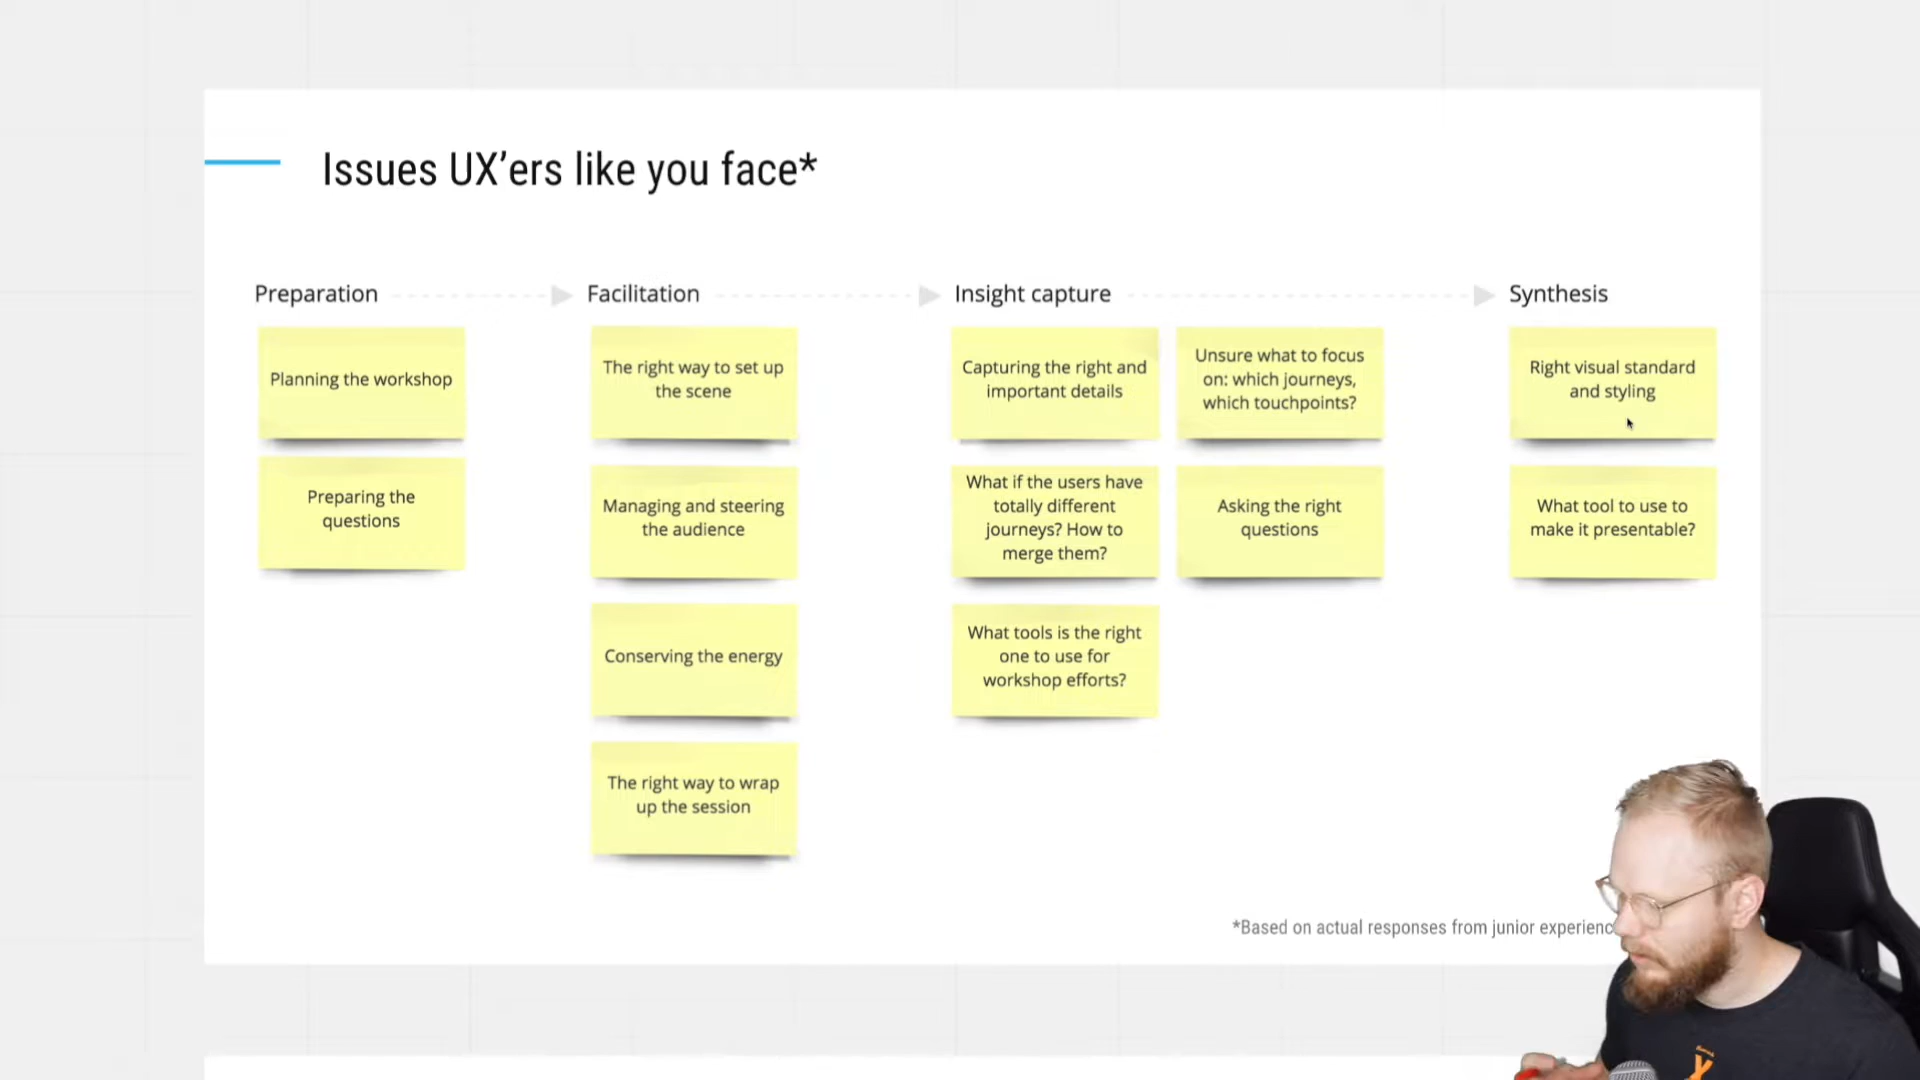 Issues UX’ers like you face*
Preparation
Facilitation
Insight capture
Synthesis
Planning the workshop
Preparing the
questions
The right way to set up
the scene
Managing and steering
the audience
Conserving the energy
The right way to wrap
up the session
Capturing the right and
important details
Unsure what to focus
on: which journeys,
which touchpoints?
What if the users have
totally different
journeys? How to
merge them?
Asking the right
questions
What tools is the right
one to use for
workshop efforts?
Right visual standard
and styling
What tool to use to
make it presentable?
*Based on actual responses from junior